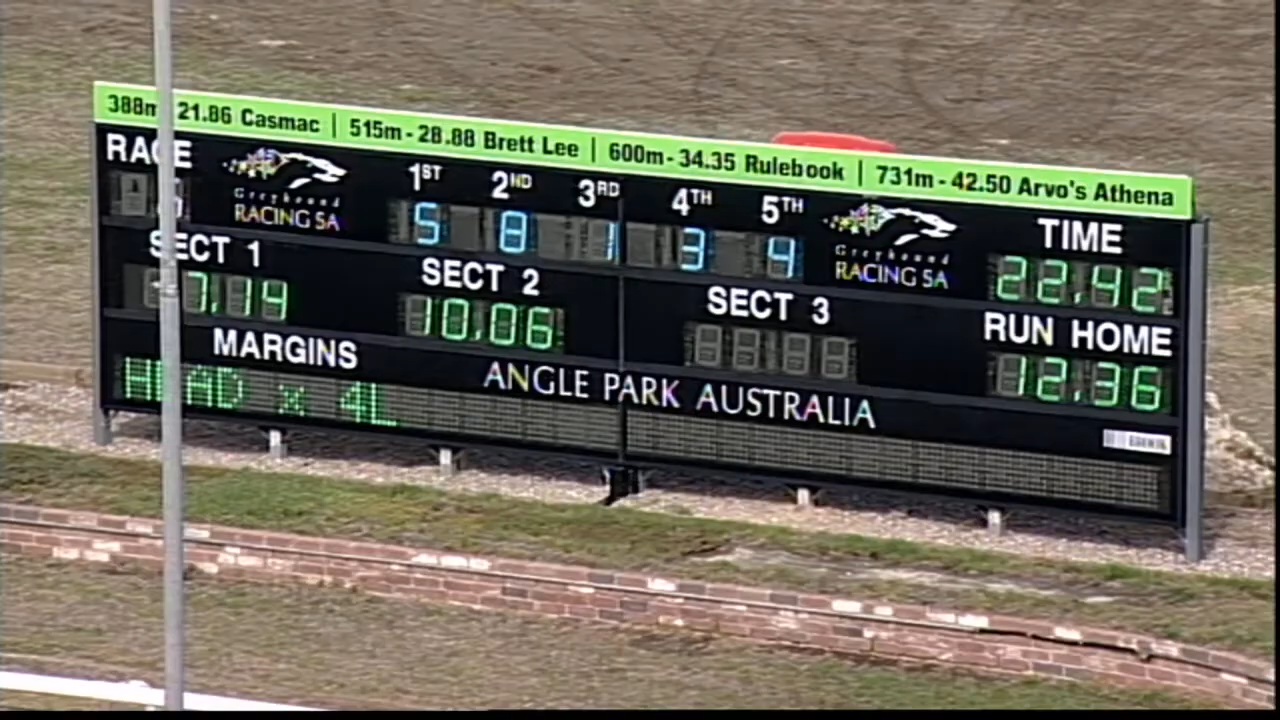 388m 21.86 Casmac | 515m - 28.88 Brett Lee | 600m - 34.35 Rulebook | 731m - 42.50 Arvo's Athena
RACE
Greyhound
RACING SA
1ST 2ND 3RD 4TH 5TH
5 8 1 3 4
Greyhound
RACING SA
TIME
22.42
SECT 1
7.14
SECT 2
10.06
SECT 3
RUN HOME
12.36
MARGINS
HEAD x 4L
ANGLE PARK AUSTRALIA